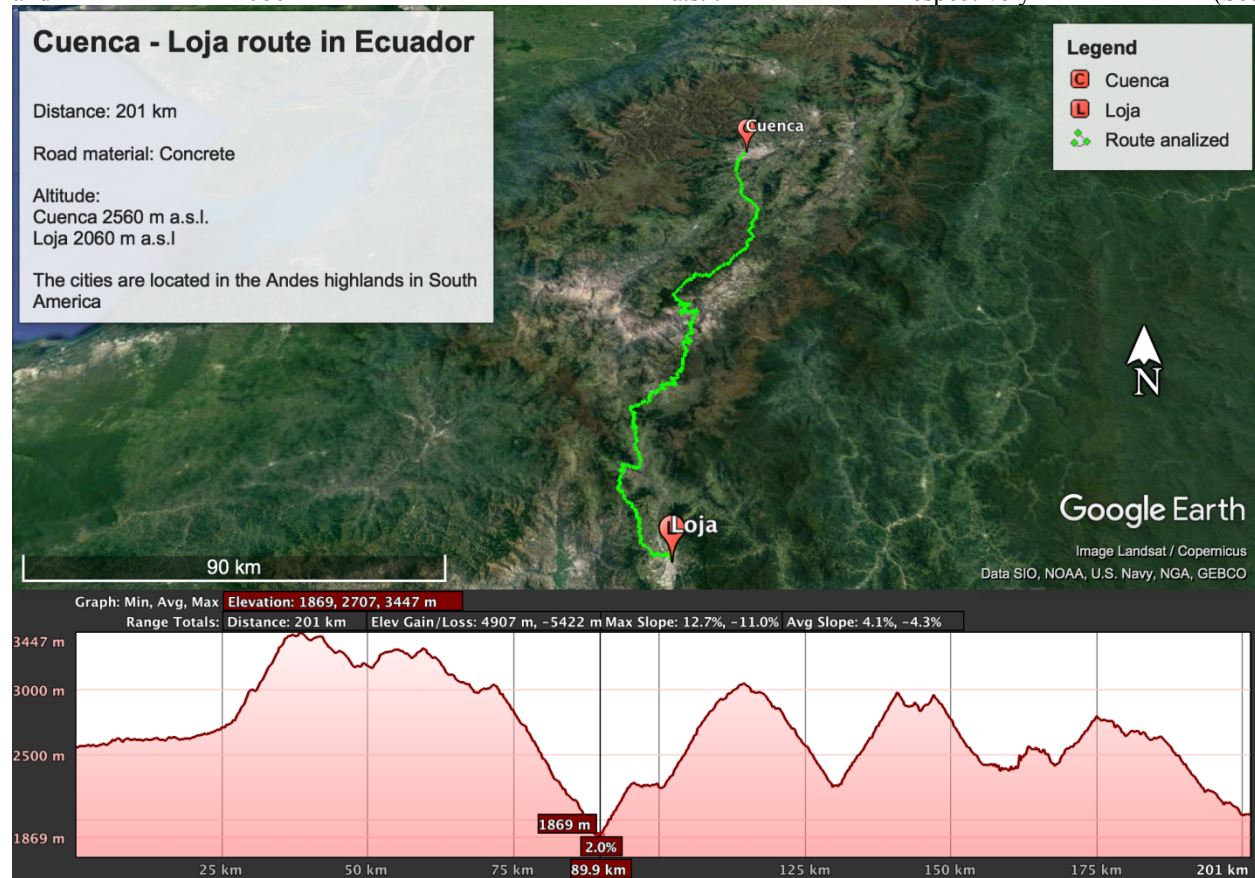 Cuenca - Loja route in Ecuador
Distance: 201 km
Road material: Concrete
Altitude:
Cuenca 2560 m a.s.l.
Loja 2060 m a.s.l
The cities are located in the Andes highlands in South
America
Legend
C Cuenca
L Loja
Route analized
Cuenca
Loja
N
Google Earth
Image Landsat / Copernicus
Data SIO, NOAA, U.S. Navy, NGA, GEBCO
90 km
Graph: Min, Avg, Max Elevation: 1869, 2707, 3447 m
Range Totals: Distance: 201 km Elev Gain/Loss: 4907 m, -5422 m Max Slope: 12.7%, -11.0% Avg Slope: 4.1%, -4.3%
3447 m
3000 m
2500 m
1869 m
1869 m
2.0%
25 km 50 km 75 km 89.9 km 125 km 150 km 175 km 201 km